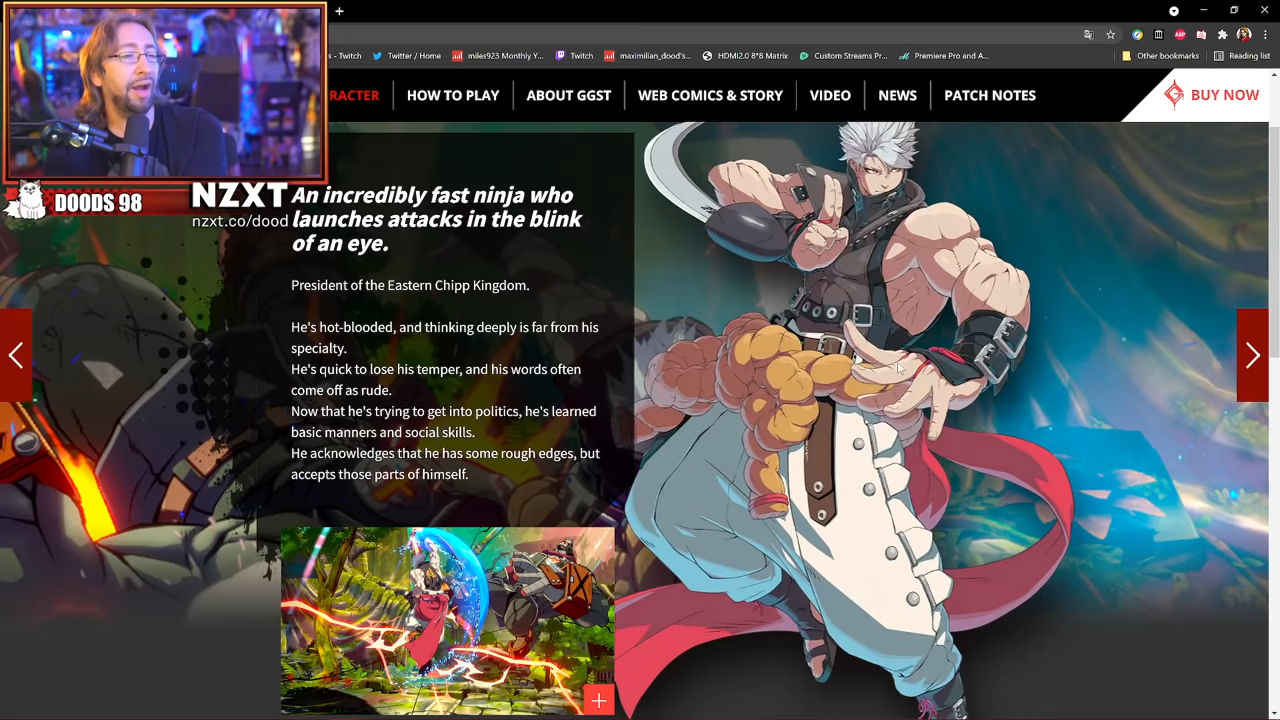 - Twitch
Twitter / Home
miles923 Monthly Y...
Twitch
maximilian_dood's...
HDMI2.0 8*8 Matrix
Custom Streams Pr...
Premiere Pro and A...
Other bookmarks
Reading list
RACTER
HOW TO PLAY
ABOUT GGST
WEB COMICS & STORY
VIDEO
NEWS
PATCH NOTES
BUY NOW
DOODS 98
NZXT
nzxt.co/dood
An incredibly fast ninja who
launches attacks in the blink
of an eye.
President of the Eastern Chipp Kingdom.
He's hot-blooded, and thinking deeply is far from his
specialty.
He's quick to lose his temper, and his words often
come off as rude.
Now that he's trying to get into politics, he's learned
basic manners and social skills.
He acknowledges that he has some rough edges, but
accepts those parts of himself.